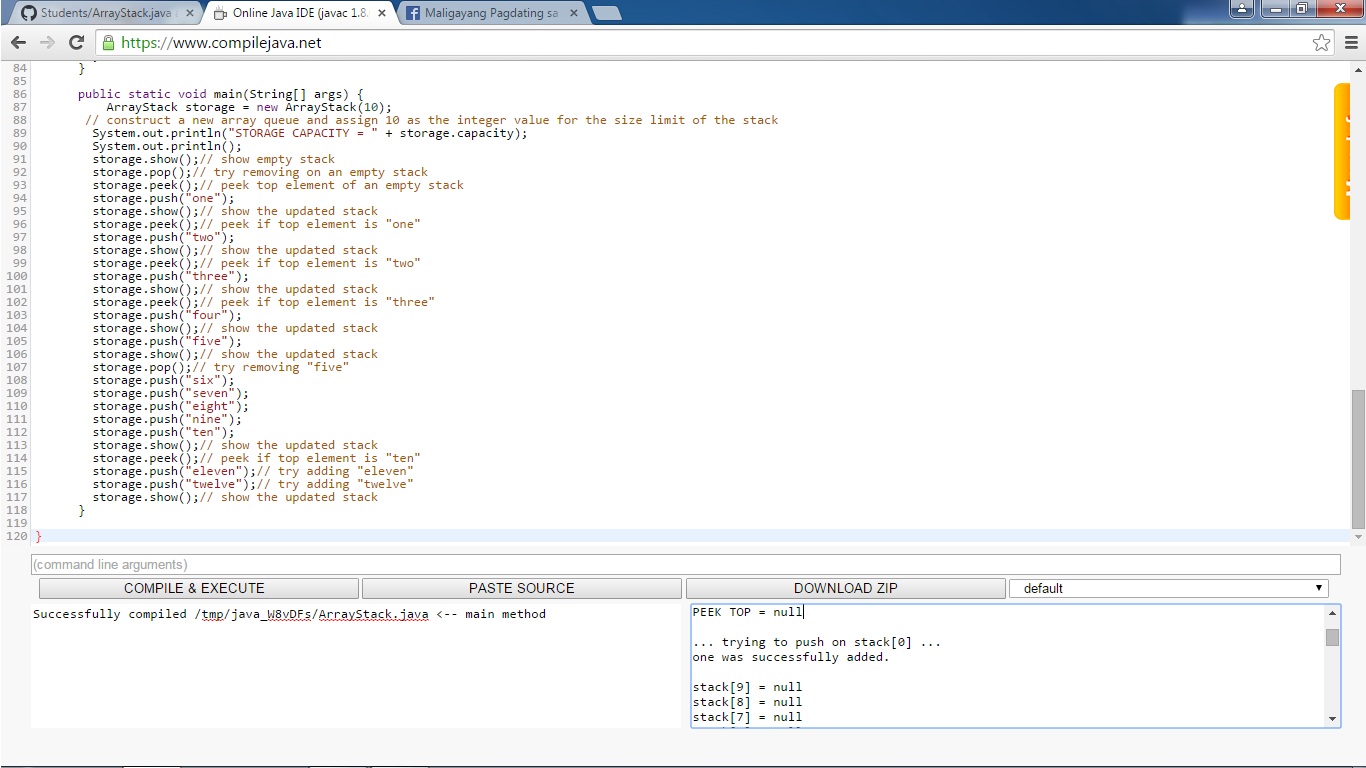 Students/ArrayStack.java
Online Java IDE (javac 1.8.
Maligayang Pagdating sa
https://www.compilejava.net
84 }
85
86 public static void main(String[] args) {
87 ArrayStack storage = new ArrayStack(10);
88 // construct a new array queue and assign 10 as the integer value for the size limit of the stack
89 System.out.println("STORAGE CAPACITY = " + storage.capacity);
90 System.out.println();
91 storage.show();// show empty stack
92 storage.pop();// try removing on an empty stack
93 storage.peek();// peek top element of an empty stack
94 storage.push("one");
95 storage.show();// show the updated stack
96 storage.peek();// peek if top element is "one"
97 storage.push("two");
98 storage.show();// show the updated stack
99 storage.peek();// peek if top element is "two"
100 storage.push("three");
101 storage.show();// show the updated stack
102 storage.peek();// peek if top element is "three"
103 storage.push("four");
104 storage.show();// show the updated stack
105 storage.push("five");
106 storage.show();// show the updated stack
107 storage.pop();// try removing "five"
108 storage.push("six");
109 storage.push("seven");
110 storage.push("eight");
111 storage.push("nine");
112 storage.push("ten");
113 storage.show();// show the updated stack
114 storage.peek();// peek if top element is "ten"
115 storage.push("eleven");// try adding "eleven"
116 storage.push("twelve");// try adding "twelve"
117 storage.show();// show the updated stack
118 }
119
120 }
(command line arguments)
COMPILE & EXECUTE
PASTE SOURCE
DOWNLOAD ZIP
default
Successfully compiled /tmp/java_W8vDFs/ArrayStack.java <-- main method
PEEK TOP = null
... trying to push on stack[0] ...
one was successfully added.
stack[9] = null
stack[8] = null
stack[7] = null